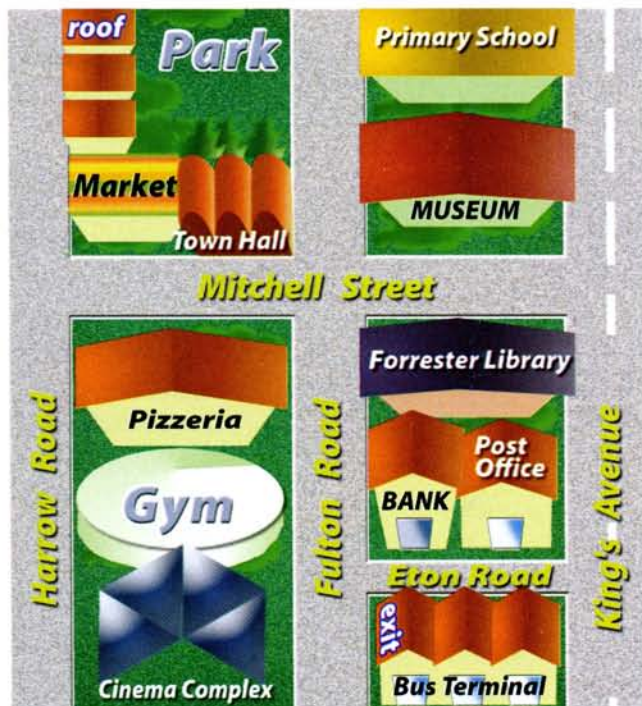 roof
Park
Primary School
Market
Town Hall
MUSEUM
Mitchell Street
Pizzeria
Forrester Library
Gym
BANK
Post
Office
Harrow Road
Fulton Road
King's Avenue
Eton Road
exit
Cinema Complex
Bus Terminal